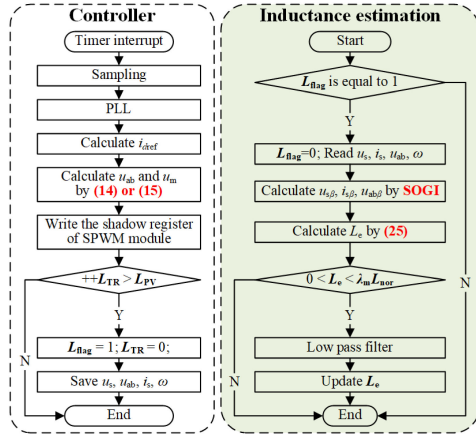 Controller
Timer interrupt
Sampling
PLL
Calculate i_dref
Calculate u_ab and u_m
by (14) or (15)
Write the shadow register
of SPWM module
++L_TR > L_PV
Y
N
L_flag = 1; L_TR = 0;
Save u_s, u_ab, i_s, ω
End
Inductance estimation
Start
L_flag is equal to 1
Y
L_flag=0; Read u_s, i_s, u_ab, ω
Calculate u_sβ, i_sβ, u_abβ by SOGI
Calculate L_e by (25)
0 < L_e < λ_m L_nor
N
Y
N
Low pass filter
Update L_e
End